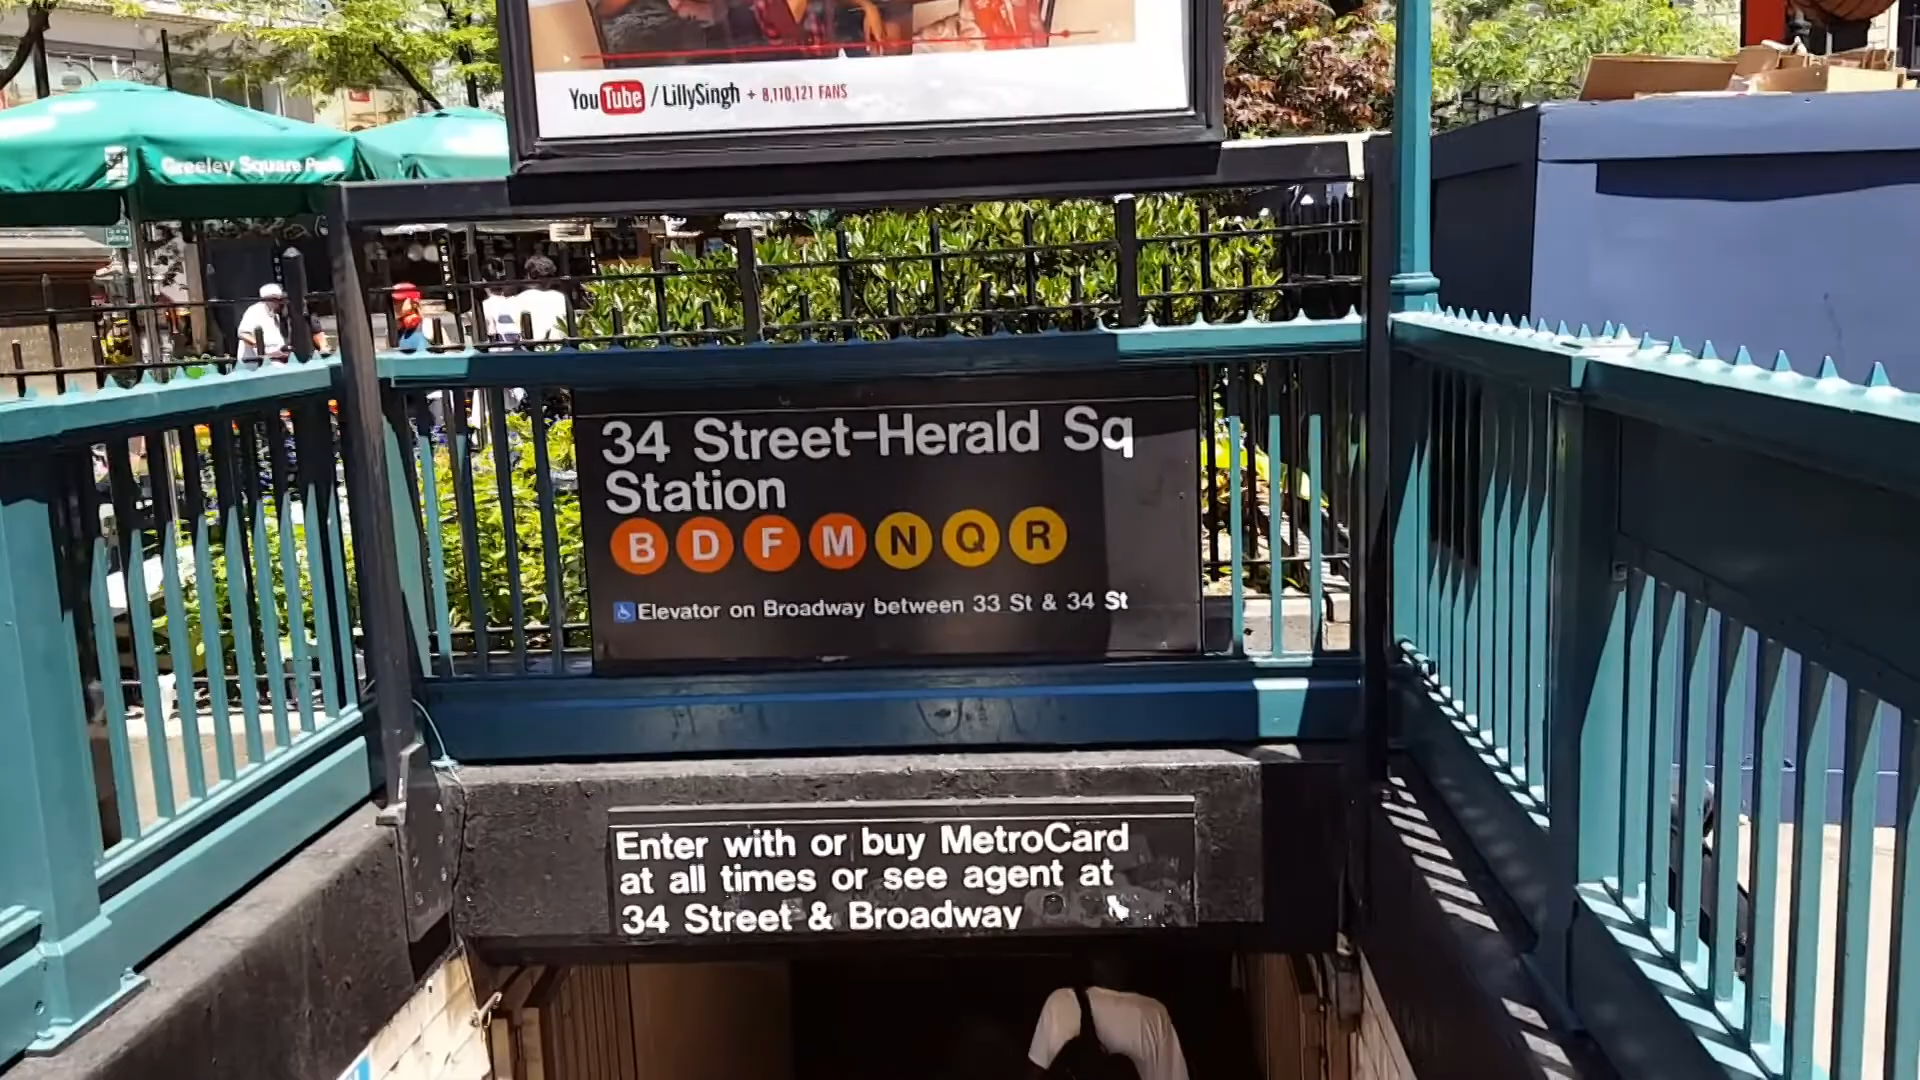 YouTube / LillySingh + 8,110,121 FANS
Greeley Square Park
34 Street-Herald Sq
Station
B D F M N Q R
Elevator on Broadway between 33 St & 34 St
Enter with or buy MetroCard
at all times or see agent at
34 Street & Broadway